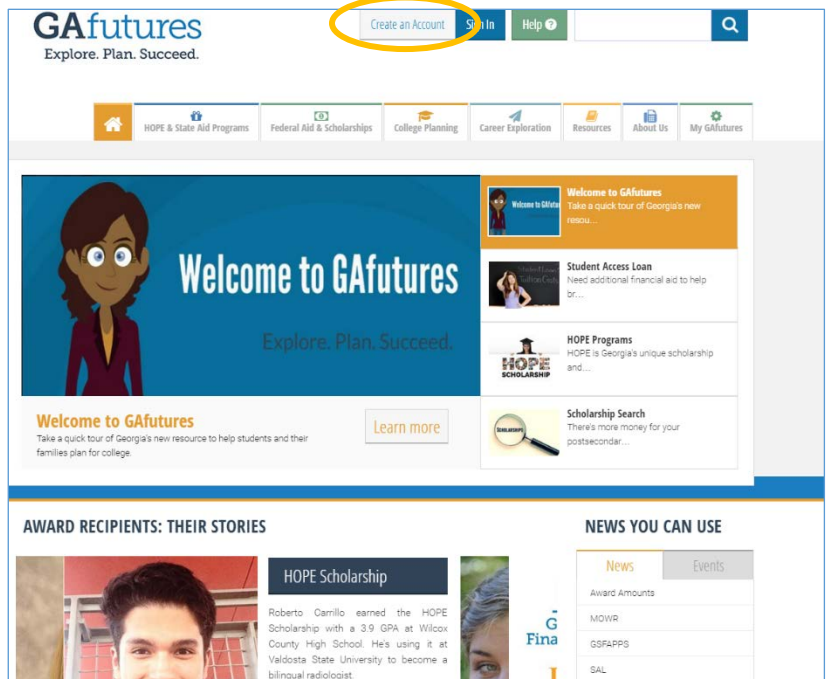 GAfutures
Explore. Plan. Succeed.
Create an Account
Sign In
Help
HOPE & State Aid Programs
Federal Aid & Scholarships
College Planning
Career Exploration
Resources
About Us
My GAfutures
Welcome to GAfutures
Explore. Plan. Succeed.
Welcome to GAfutures
Take a quick tour of Georgia's new resource to help students and their
families plan for college.
Learn more
Welcome to GAfutur
Welcome to GAfutures
Take a quick tour of Georgia's new
resou...
Student Access Loan
Need additional financial aid to help
br...
HOPE
SCHOLARSHIP
HOPE Programs
HOPE is Georgia's unique scholarship
and...
SCHOLARSHIPS
Scholarship Search
There's more money for your
postsecondar...
AWARD RECIPIENTS: THEIR STORIES
HOPE Scholarship
Roberto Carrillo earned the HOPE
Scholarship with a 3.9 GPA at Wilcox
County High School. He's using it at
Valdosta State University to become a
bilingual radiologist.
G
Fina
NEWS YOU CAN USE
News
Events
Award Amounts
MOWR
GSFAPPS
SAL